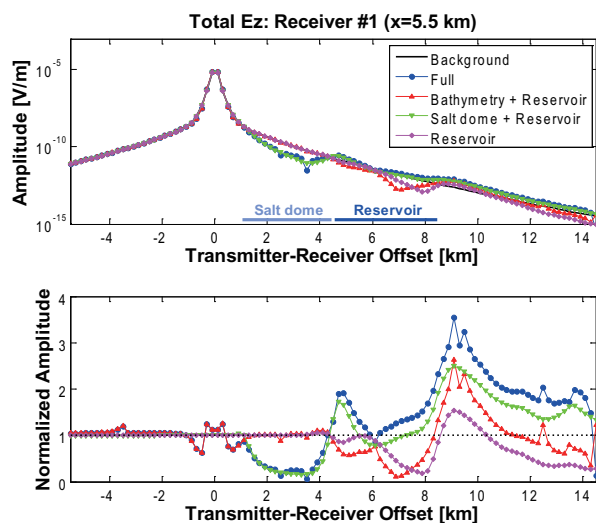 Total Ez: Receiver #1 (x=5.5 km)
Amplitude [V/m]
10^-5
10^-10
10^-15
Background
Full
Bathymetry + Reservoir
Salt dome + Reservoir
Reservoir
Salt dome
Reservoir
-4 -2 0 2 4 6 8 10 12 14
Transmitter-Receiver Offset [km]
Normalized Amplitude
4
3
2
1
0
-4 -2 0 2 4 6 8 10 12 14
Transmitter-Receiver Offset [km]